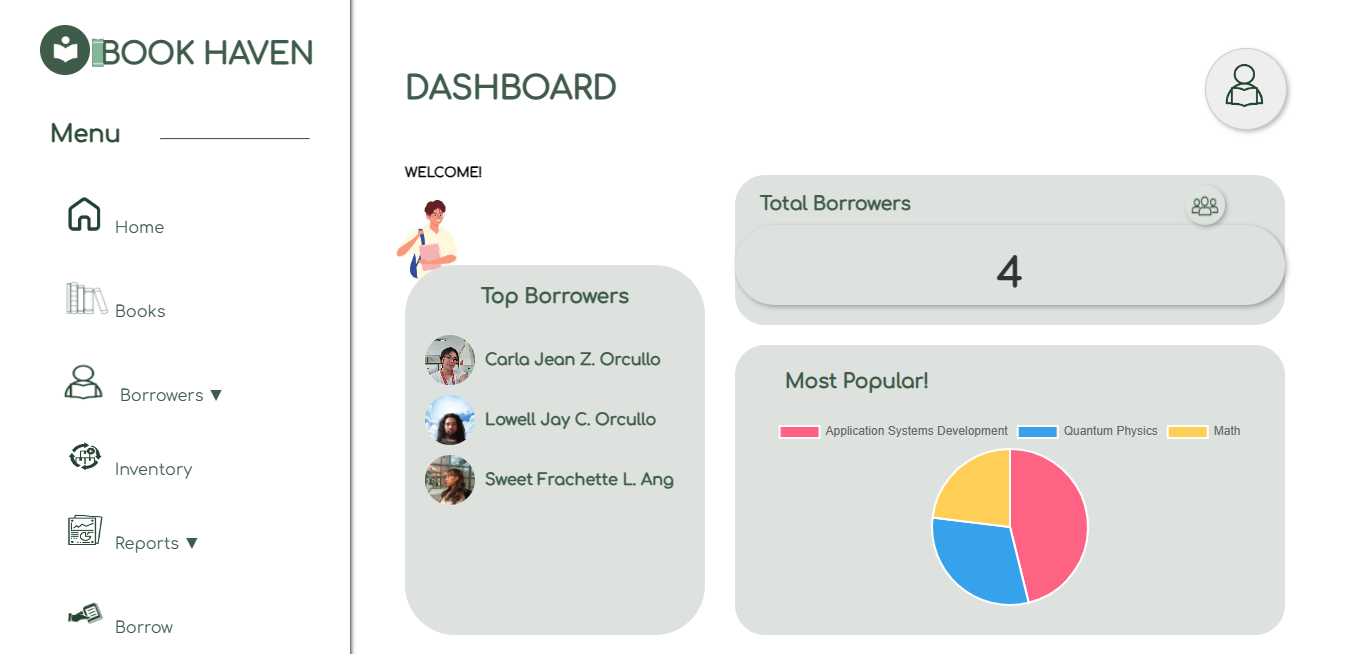 BOOK HAVEN
Menu
Home
Books
Borrowers ▼
Inventory
Reports ▼
Borrow
DASHBOARD
WELCOME!
Top Borrowers
Carla Jean Z. Orcullo
Lowell Jay C. Orcullo
Sweet Frachette L. Ang
Total Borrowers
4
Most Popular!
Application Systems Development Quantum Physics Math